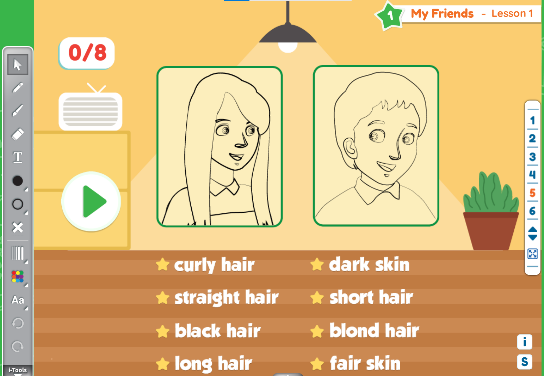 1 My Friends - Lesson 1
0/8
T
Aa
i-Tools
1
2
3
4
5
6
curly hair
dark skin
straight hair
short hair
black hair
blond hair
long hair
fair skin
i
S